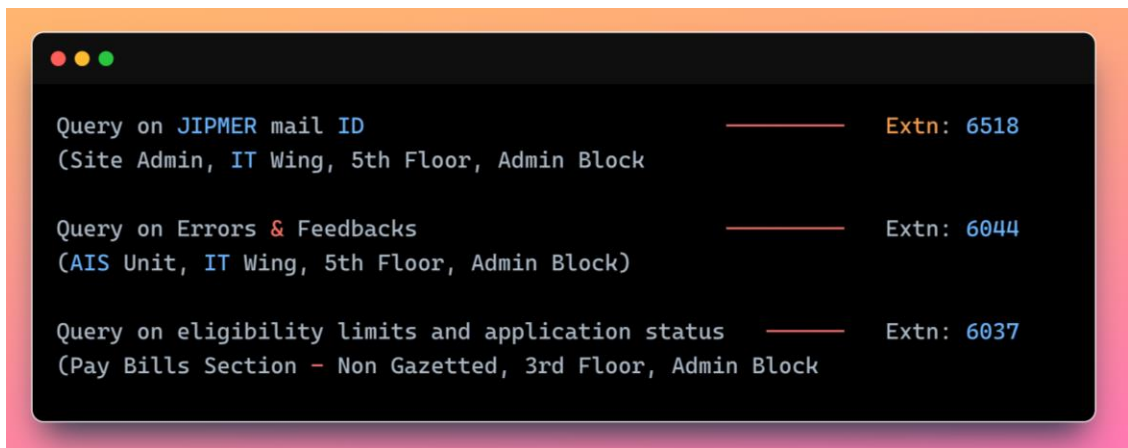 Query on JIPMER mail ID ——————— Extn: 6518
(Site Admin, IT Wing, 5th Floor, Admin Block
Query on Errors & Feedbacks ——————— Extn: 6044
(AIS Unit, IT Wing, 5th Floor, Admin Block)
Query on eligibility limits and application status ————— Extn: 6037
(Pay Bills Section – Non Gazetted, 3rd Floor, Admin Block